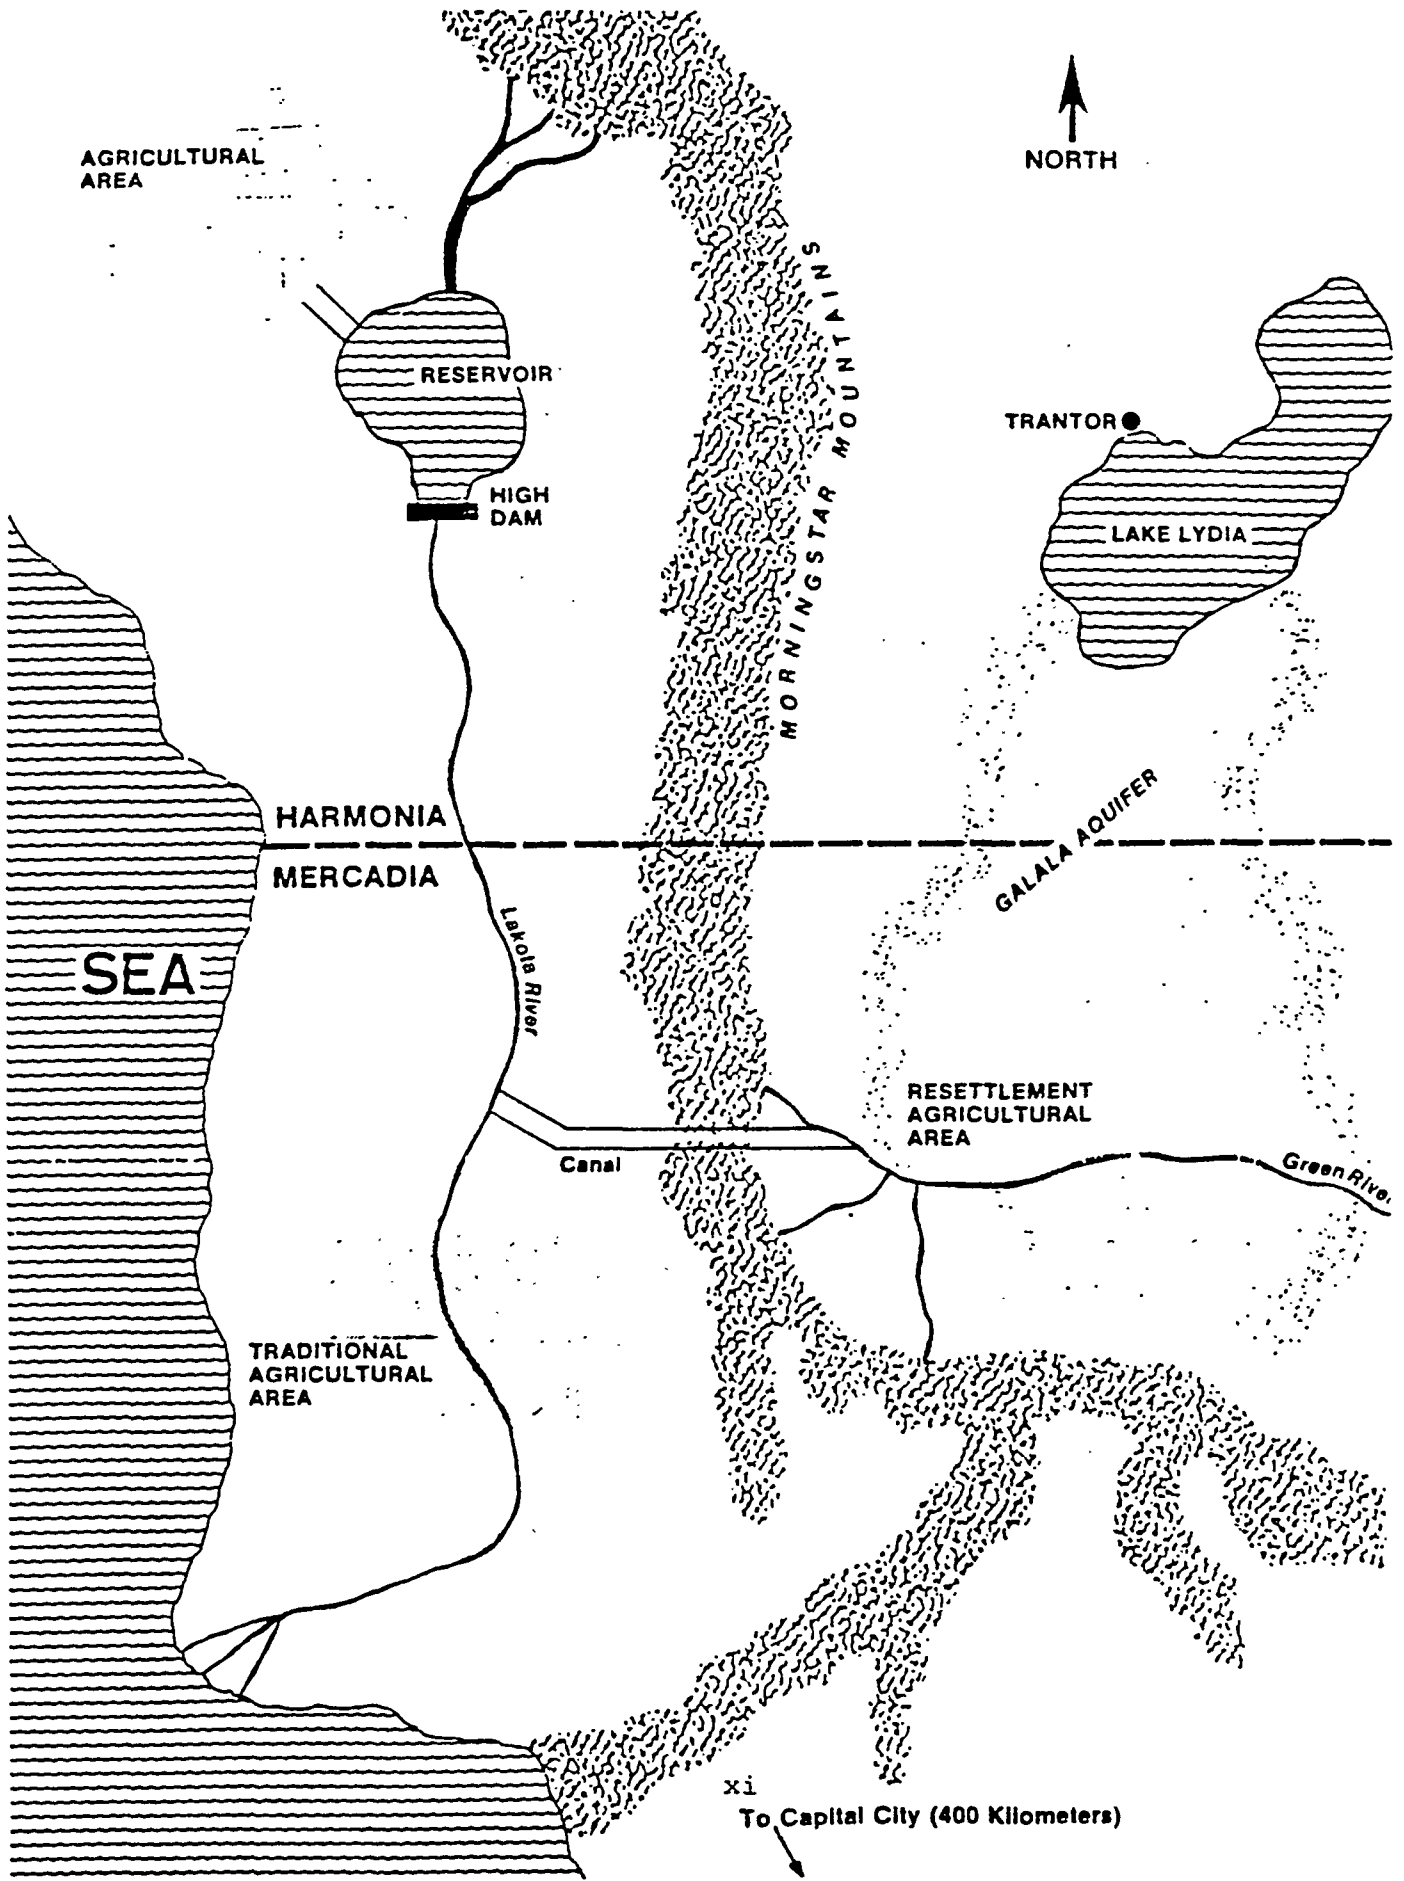 AGRICULTURAL
AREA
NORTH
MORNINGSTAR MOUNTAINS
RESERVOIR
TRANTOR
HIGH
DAM
LAKE LYDIA
HARMONIA
MERCADIA
GALALA AQUIFER
SEA
Lakota River
RESETTLEMENT
AGRICULTURAL
AREA
Canal
Green River
TRADITIONAL
AGRICULTURAL
AREA
xi
To Capital City (400 Kilometers)